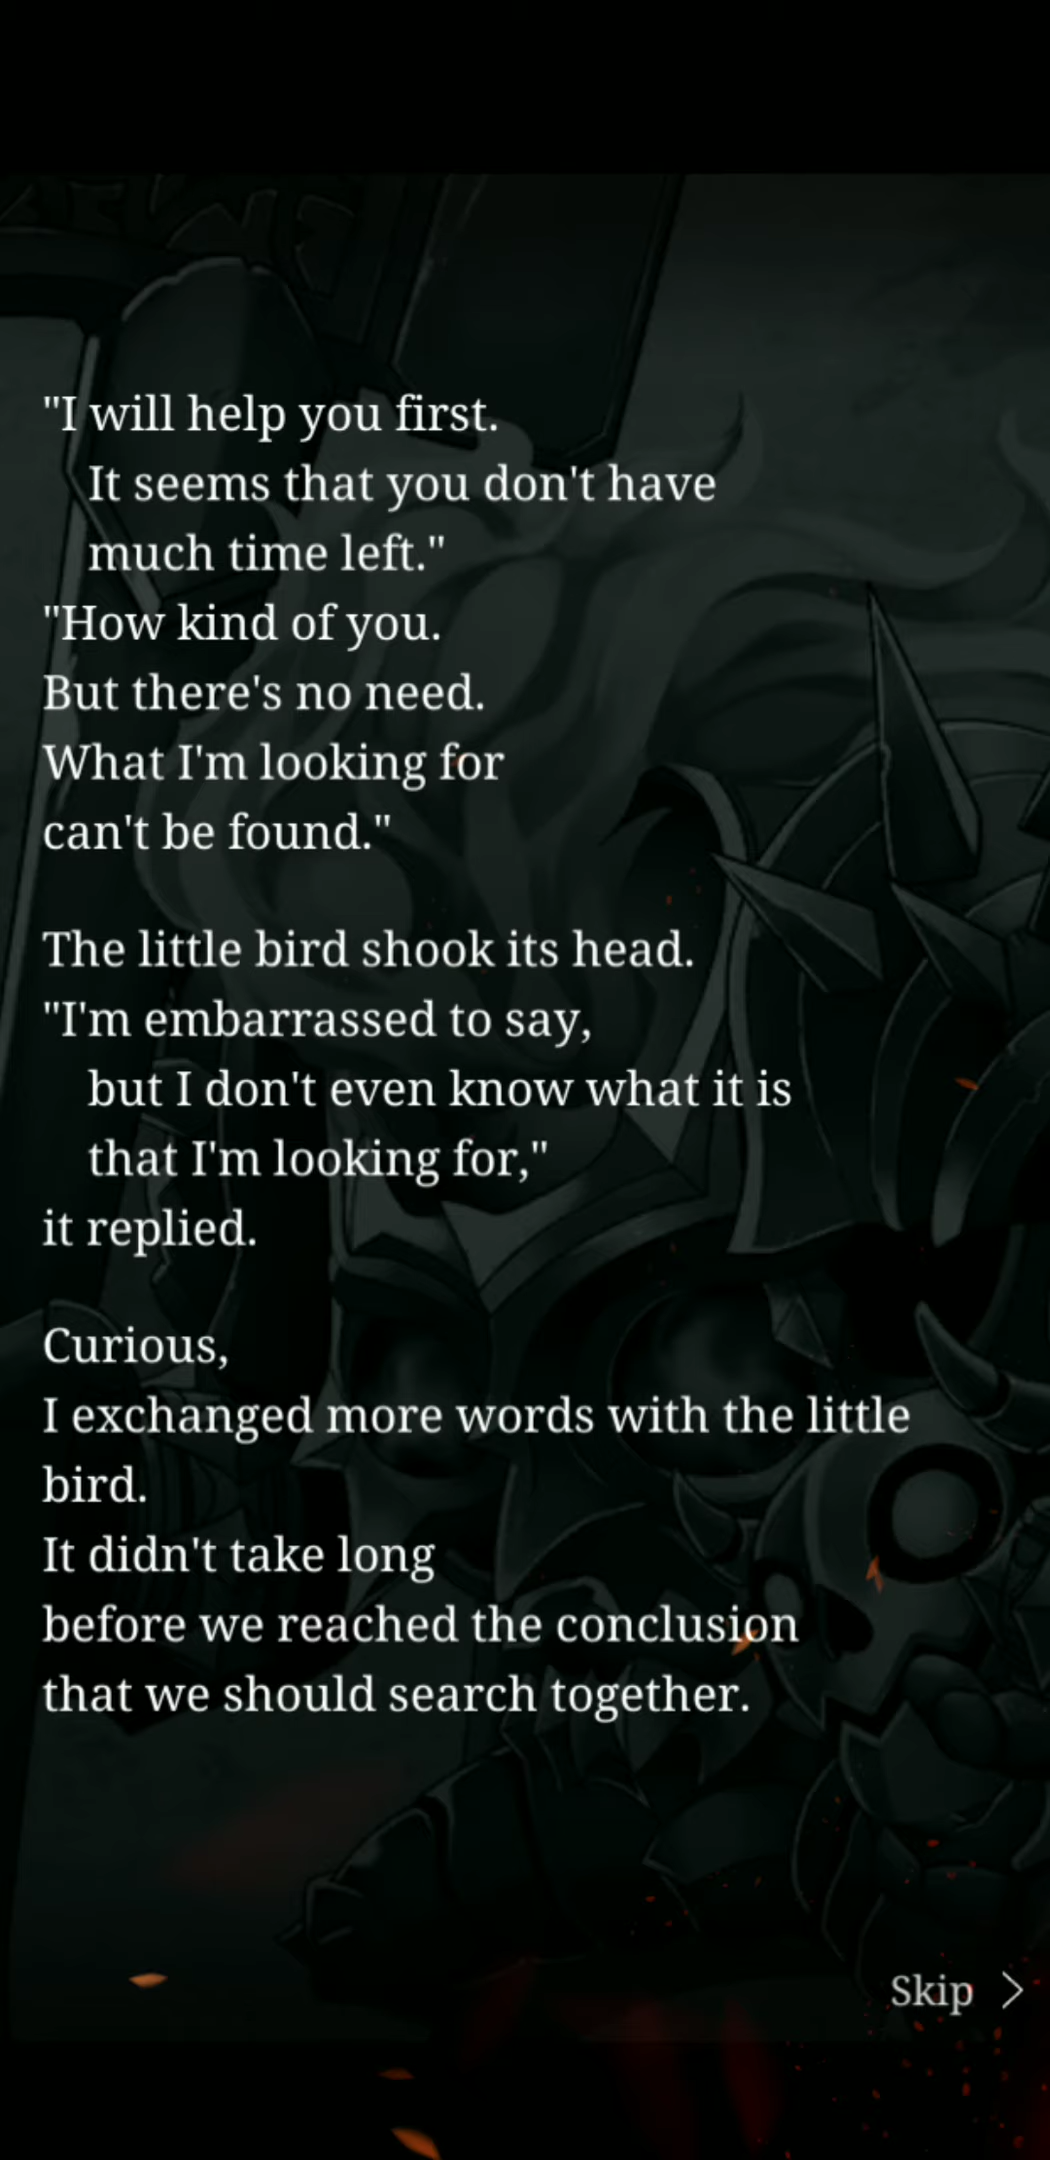 "I will help you first.
It seems that you don't have
much time left."
"How kind of you.
But there's no need.
What I'm looking for
can't be found."
The little bird shook its head.
"I'm embarrassed to say,
but I don't even know what it is
that I'm looking for,"
it replied.
Curious,
I exchanged more words with the little
bird.
It didn't take long
before we reached the conclusion
that we should search together.
Skip >